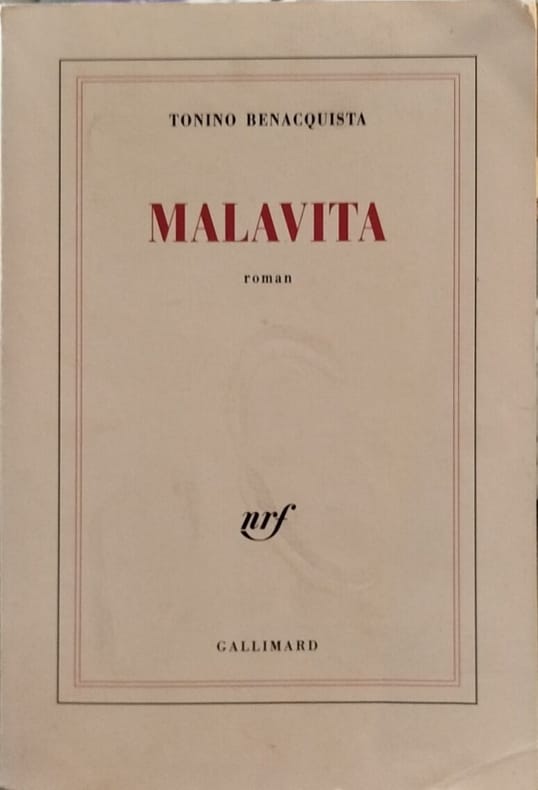 TONINO BENACQUISTA
MALAVITA
roman
nrf
GALLIMARD